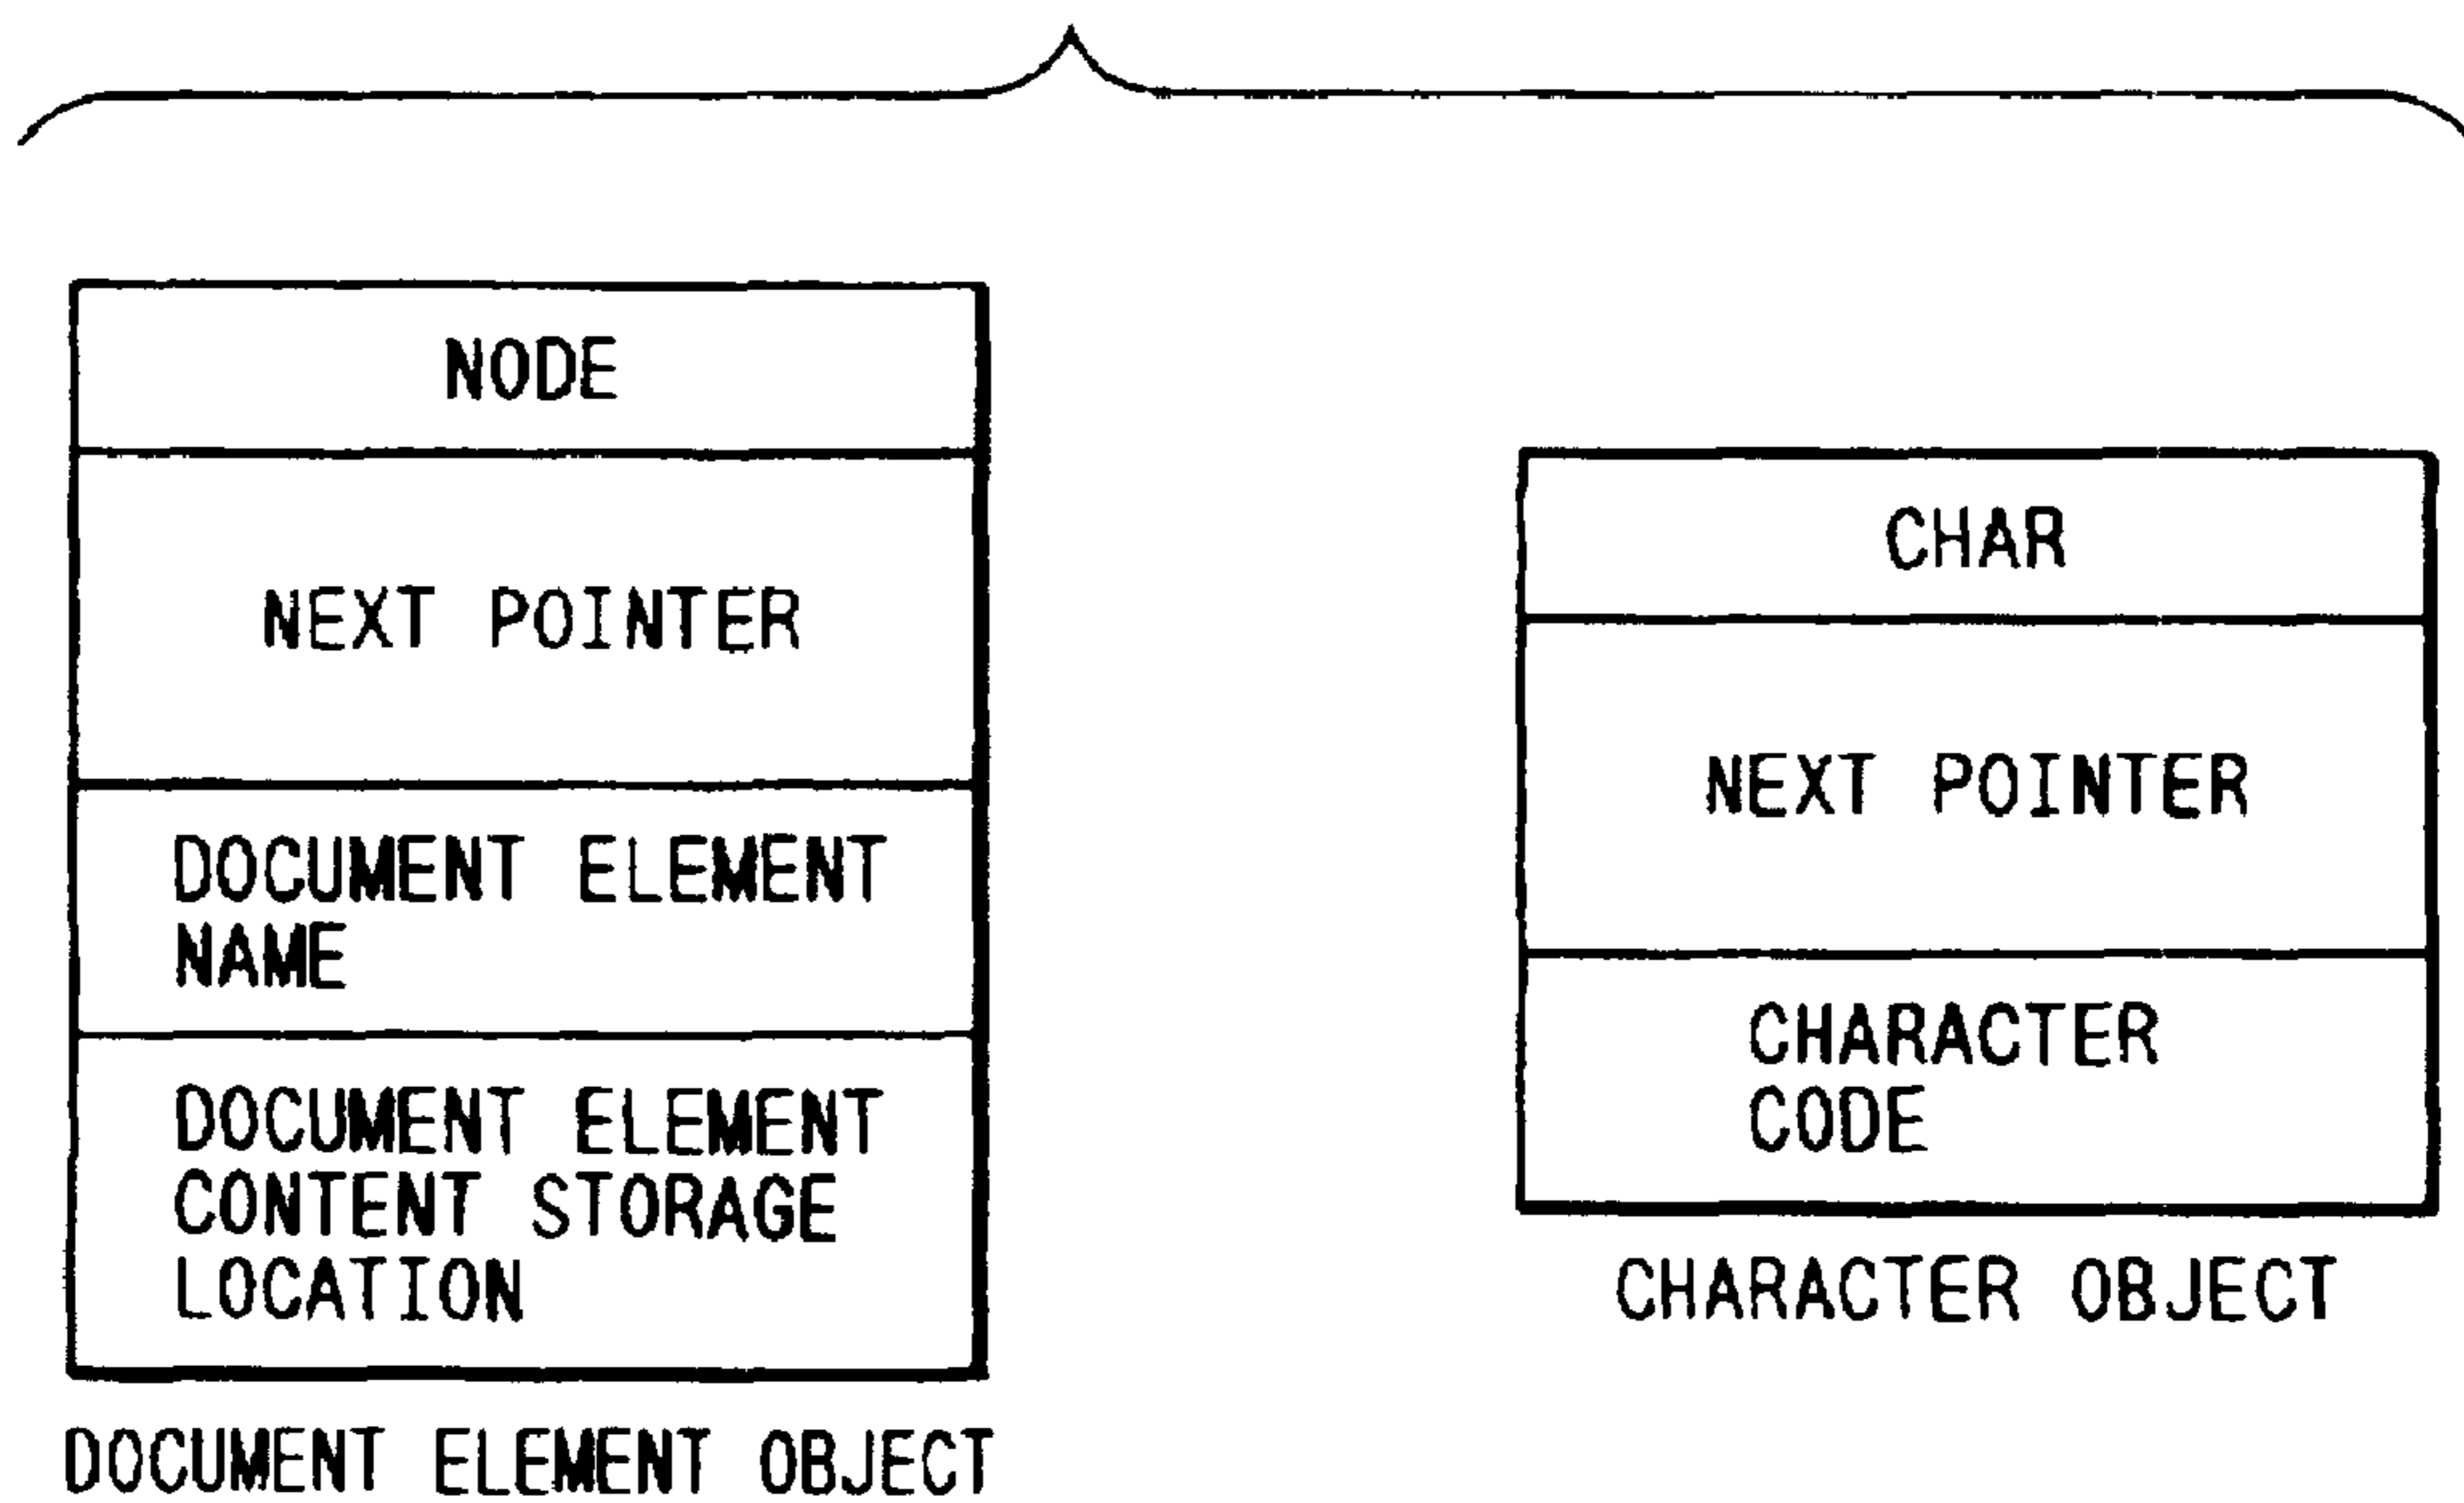 NODE
NEXT POINTER
DOCUMENT ELEMENT
NAME
DOCUMENT ELEMENT
CONTENT STORAGE
LOCATION
DOCUMENT ELEMENT OBJECT
CHAR
NEXT POINTER
CHARACTER
CODE
CHARACTER OBJECT